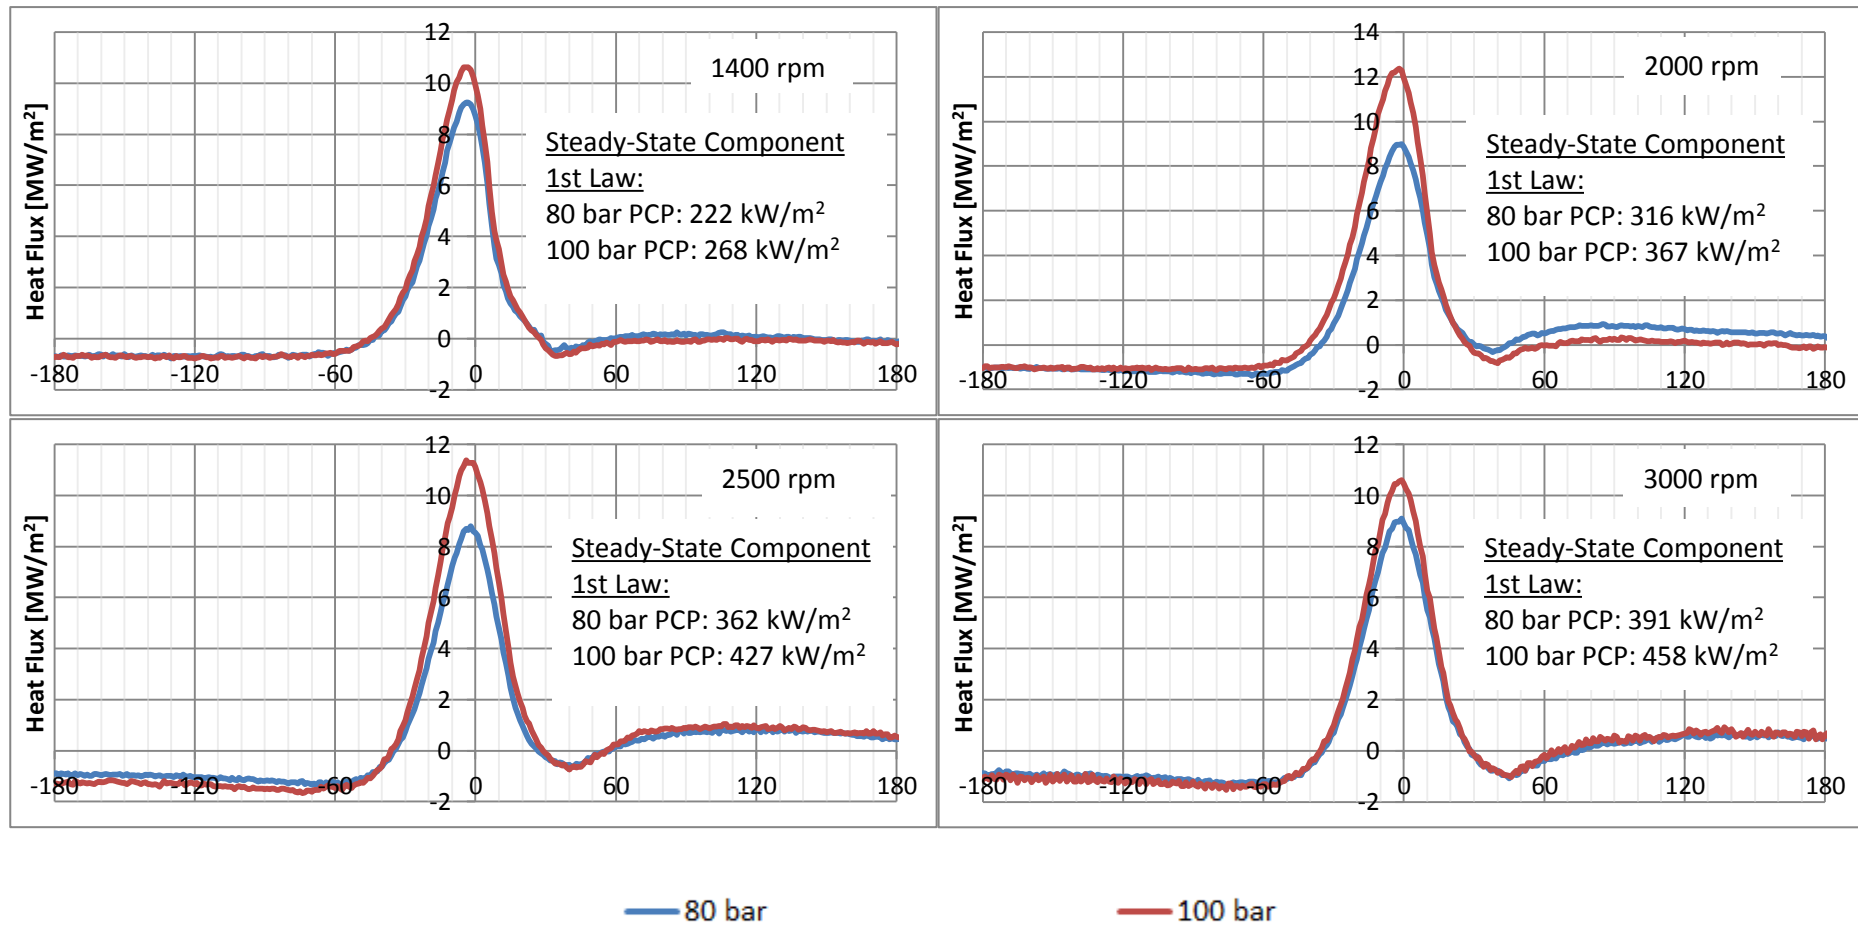 12
10
8
6
4
2
0
-2
-180
-120
-60
0
60
120
180
Heat Flux [MW/m²]
1400 rpm
Steady-State Component
1st Law:
80 bar PCP: 222 kW/m²
100 bar PCP: 268 kW/m²
14
12
10
8
6
4
2
0
-2
-180
-120
-60
0
60
120
180
Heat Flux [MW/m²]
2000 rpm
Steady-State Component
1st Law:
80 bar PCP: 316 kW/m²
100 bar PCP: 367 kW/m²
12
10
8
6
4
2
0
-2
-180
-120
-60
0
60
120
180
Heat Flux [MW/m²]
2500 rpm
Steady-State Component
1st Law:
80 bar PCP: 362 kW/m²
100 bar PCP: 427 kW/m²
12
10
8
6
4
2
0
-2
-180
-120
-60
0
60
120
180
Heat Flux [MW/m²]
3000 rpm
Steady-State Component
1st Law:
80 bar PCP: 391 kW/m²
100 bar PCP: 458 kW/m²
80 bar
100 bar